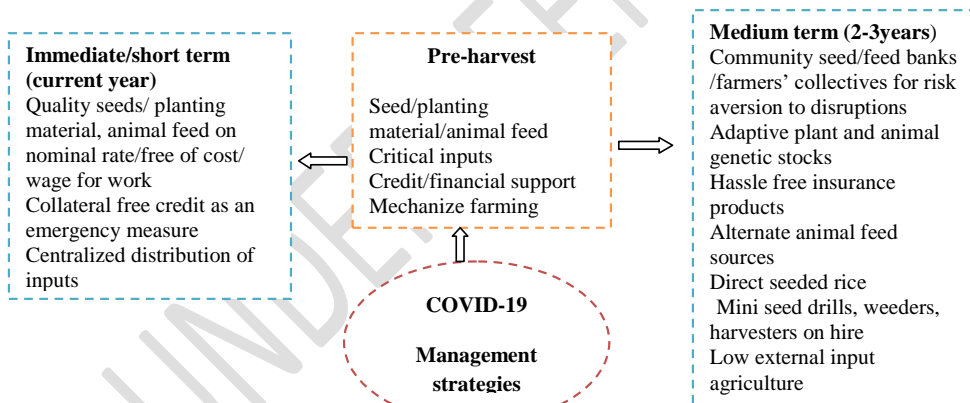 Immediate/short term
(current year)
Quality seeds/ planting
material, animal feed on
nominal rate/free of cost/
wage for work
Collateral free credit as an
emergency measure
Centralized distribution of
inputs
Pre-harvest
Seed/planting
material/animal feed
Critical inputs
Credit/financial support
Mechanize farming
Medium term (2-3years)
Community seed/feed banks
/farmers’ collectives for risk
aversion to disruptions
Adaptive plant and animal
genetic stocks
Hassle free insurance
products
Alternate animal feed
sources
Direct seeded rice
Mini seed drills, weeders,
harvesters on hire
Low external input
agriculture
COVID-19
Management
strategies
UNDER